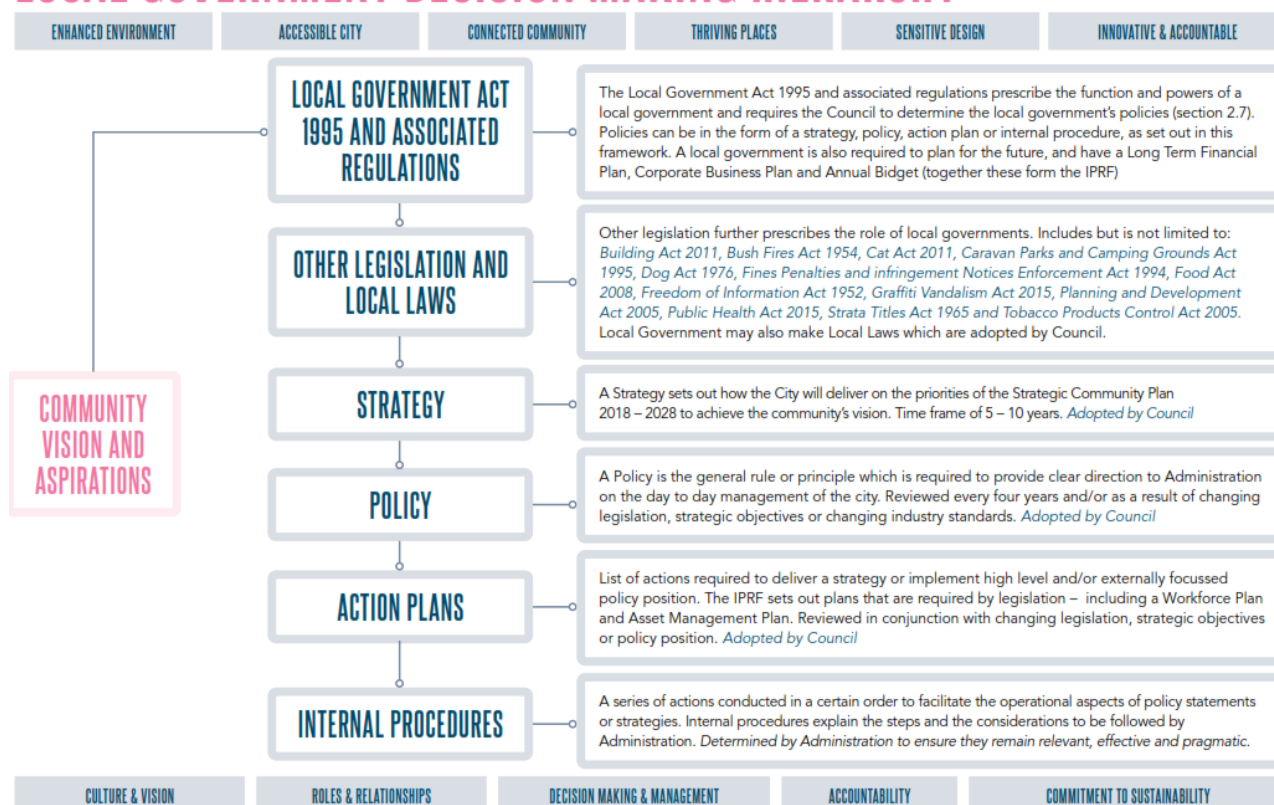 LOCAL GOVERNMENT DECISION MAKING HIERARCHY
ENHANCED ENVIRONMENT
ACCESSIBLE CITY
CONNECTED COMMUNITY
THRIVING PLACES
SENSITIVE DESIGN
INNOVATIVE & ACCOUNTABLE
LOCAL GOVERNMENT ACT
1995 AND ASSOCIATED
REGULATIONS
The Local Government Act 1995 and associated regulations prescribe the function and powers of a
local government and requires the Council to determine the local government's policies (section 2.7).
Policies can be in the form of a strategy, policy, action plan or internal procedure, as set out in this
framework. A local government is also required to plan for the future, and have a Long Term Financial
Plan, Corporate Business Plan and Annual Budget (together these form the IPRF)
OTHER LEGISLATION AND
LOCAL LAWS
Other legislation further prescribes the role of local governments. Includes but is not limited to:
Building Act 2011, Bush Fires Act 1954, Cat Act 2011, Caravan Parks and Camping Grounds Act
1995, Dog Act 1976, Fines Penalties and infringement Notices Enforcement Act 1994, Food Act
2008, Freedom of Information Act 1952, Graffiti Vandalism Act 2015, Planning and Development
Act 2005, Public Health Act 2015, Strata Titles Act 1965 and Tobacco Products Control Act 2005.
Local Government may also make Local Laws which are adopted by Council.
COMMUNITY
VISION AND
ASPIRATIONS
STRATEGY
A Strategy sets out how the City will deliver on the priorities of the Strategic Community Plan
2018 – 2028 to achieve the community's vision. Time frame of 5 – 10 years. Adopted by Council
POLICY
A Policy is the general rule or principle which is required to provide clear direction to Administration
on the day to day management of the city. Reviewed every four years and/or as a result of changing
legislation, strategic objectives or changing industry standards. Adopted by Council
ACTION PLANS
List of actions required to deliver a strategy or implement high level and/or externally focussed
policy position. The IPRF sets out plans that are required by legislation – including a Workforce Plan
and Asset Management Plan. Reviewed in conjunction with changing legislation, strategic objectives
or policy position. Adopted by Council
INTERNAL PROCEDURES
A series of actions conducted in a certain order to facilitate the operational aspects of policy statements
or strategies. Internal procedures explain the steps and the considerations to be followed by
Administration. Determined by Administration to ensure they remain relevant, effective and pragmatic.
CULTURE & VISION
ROLES & RELATIONSHIPS
DECISION MAKING & MANAGEMENT
ACCOUNTABILITY
COMMITMENT TO SUSTAINABILITY